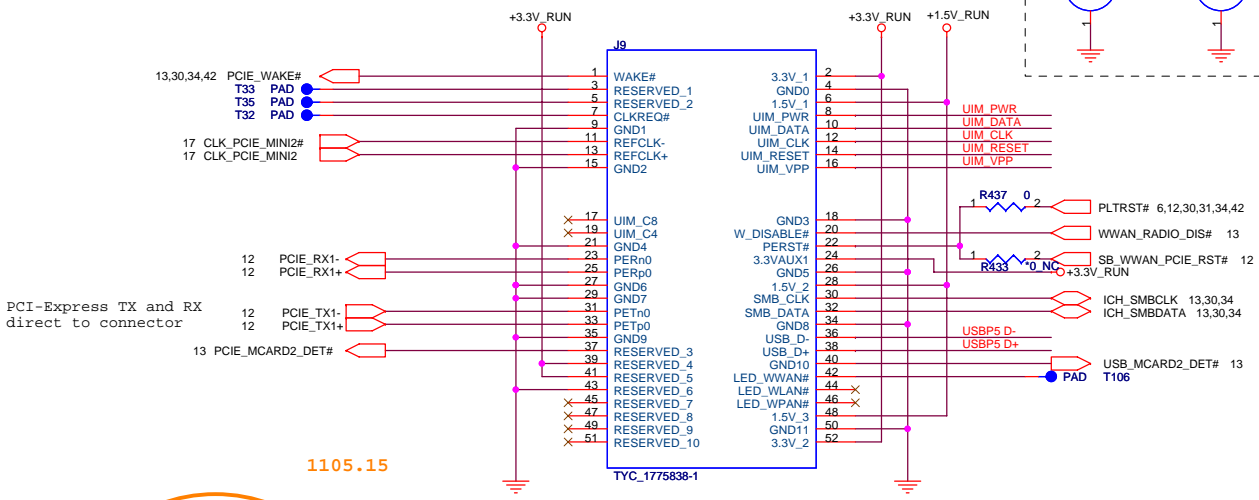 +3.3V_RUN
+3.3V_RUN
+1.5V_RUN
1
1
J9
13,30,34,42 PCIE_WAKE# 1 WAKE# 3.3V_1 2
T33 PAD 3 RESERVED_1 GND0 4
T35 PAD 5 RESERVED_2 1.5V_1 6
T32 PAD 7 CLKREQ# UIM_PWR 8 UIM_PWR
9 GND1 UIM_DATA 10 UIM_DATA
17 CLK_PCIE_MINI2# 11 REFCLK- UIM_CLK 12 UIM_CLK
17 CLK_PCIE_MINI2 13 REFCLK+ UIM_RESET 14 UIM_RESET
15 GND2 UIM_VPP 16 UIM_VPP
R437 0
1 2 PLTRST# 6,12,30,31,34,42
17 UIM_C8 GND3 18
19 UIM_C4 W_DISABLE# 20 WWAN_RADIO_DIS# 13
21 GND4 PERST# 22
12 PCIE_RX1- 23 PERn0 3.3VAUX1 24 1 2 SB_WWAN_PCIE_RST# 12
R433 *0_NC
12 PCIE_RX1+ 25 PERp0 GND5 26 +3.3V_RUN
27 GND6 1.5V_2 28
29 GND7 SMB_CLK 30 ICH_SMBCLK 13,30,34
PCI-Express TX and RX
direct to connector
12 PCIE_TX1- 31 PETn0 SMB_DATA 32 ICH_SMBDATA 13,30,34
12 PCIE_TX1+ 33 PETp0 GND8 34
35 GND9 USB_D- 36 USBP5 D-
13 PCIE_MCARD2_DET# 37 RESERVED_3 USB_D+ 38 USBP5 D+
39 RESERVED_4 GND10 40 USB_MCARD2_DET# 13
41 RESERVED_5 LED_WWAN# 42 PAD T106
43 RESERVED_6 LED_WLAN# 44
45 RESERVED_7 LED_WPAN# 46
47 RESERVED_8 1.5V_3 48
49 RESERVED_9 GND11 50
51 RESERVED_10 3.3V_2 52
1105.15
TYC_1775838-1